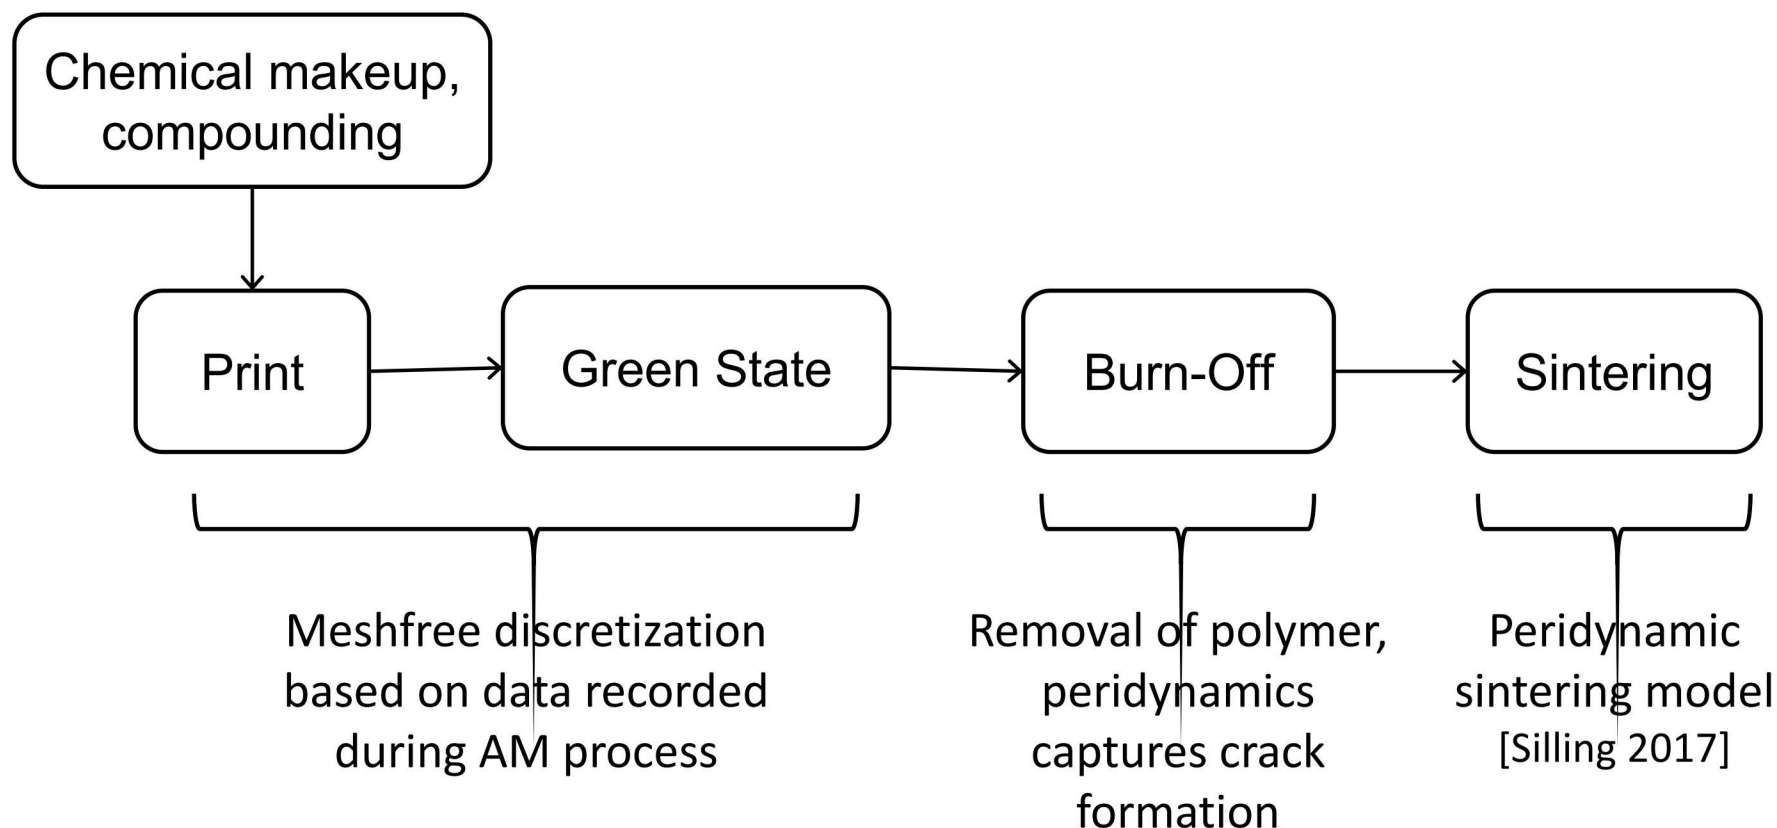 Chemical makeup,
compounding
Print
Green State
Burn-Off
Sintering
Meshfree discretization
based on data recorded
during AM process
Removal of polymer,
peridynamics
captures crack
formation
Peridynamic
sintering model
[Silling 2017]